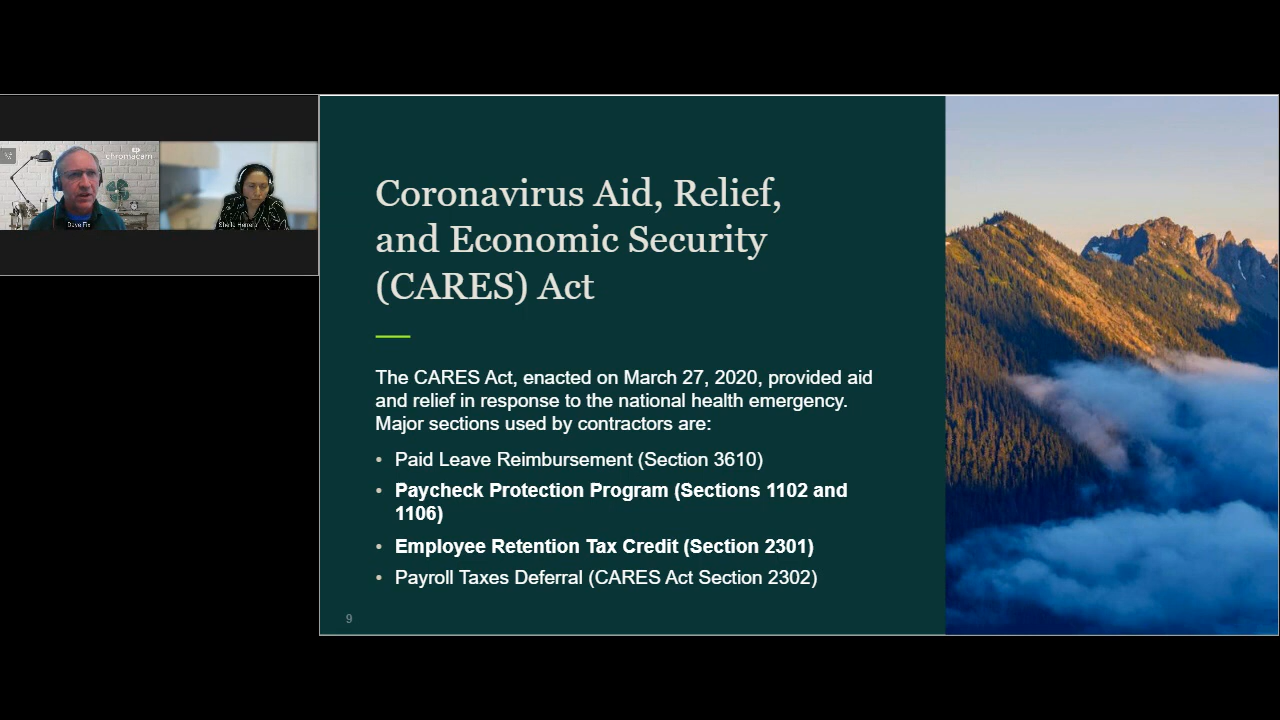 chromacam
Dave Fix
Coronavirus Aid, Relief,
and Economic Security
(CARES) Act
The CARES Act, enacted on March 27, 2020, provided aid
and relief in response to the national health emergency.
Major sections used by contractors are:
• Paid Leave Reimbursement (Section 3610)
• Paycheck Protection Program (Sections 1102 and
1106)
• Employee Retention Tax Credit (Section 2301)
• Payroll Taxes Deferral (CARES Act Section 2302)
9